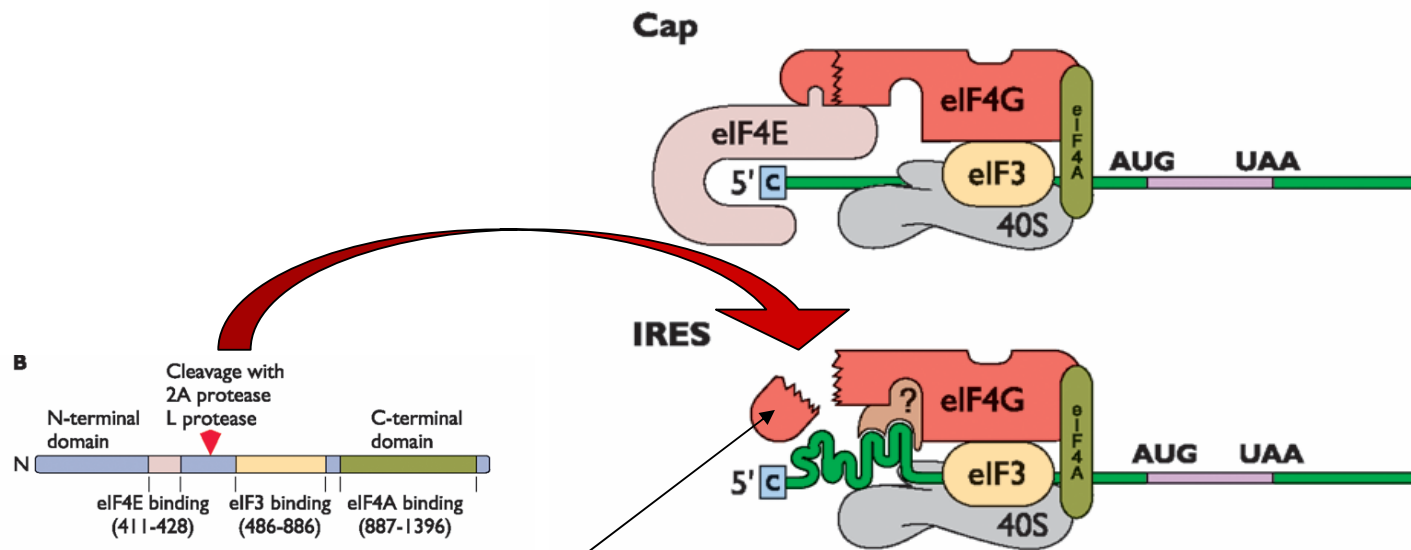 Cap
eIF4G
eIF4E
eIF4A
5' C
eIF3
40S
AUG UAA
IRES
?
eIF4G
eIF4A
5' C
eIF3
40S
AUG UAA
B
Cleavage with
2A protease
L protease
N-terminal
domain
C-terminal
domain
N
eIF4E binding
(411-428)
eIF3 binding
(486-886)
eIF4A binding
(887-1396)